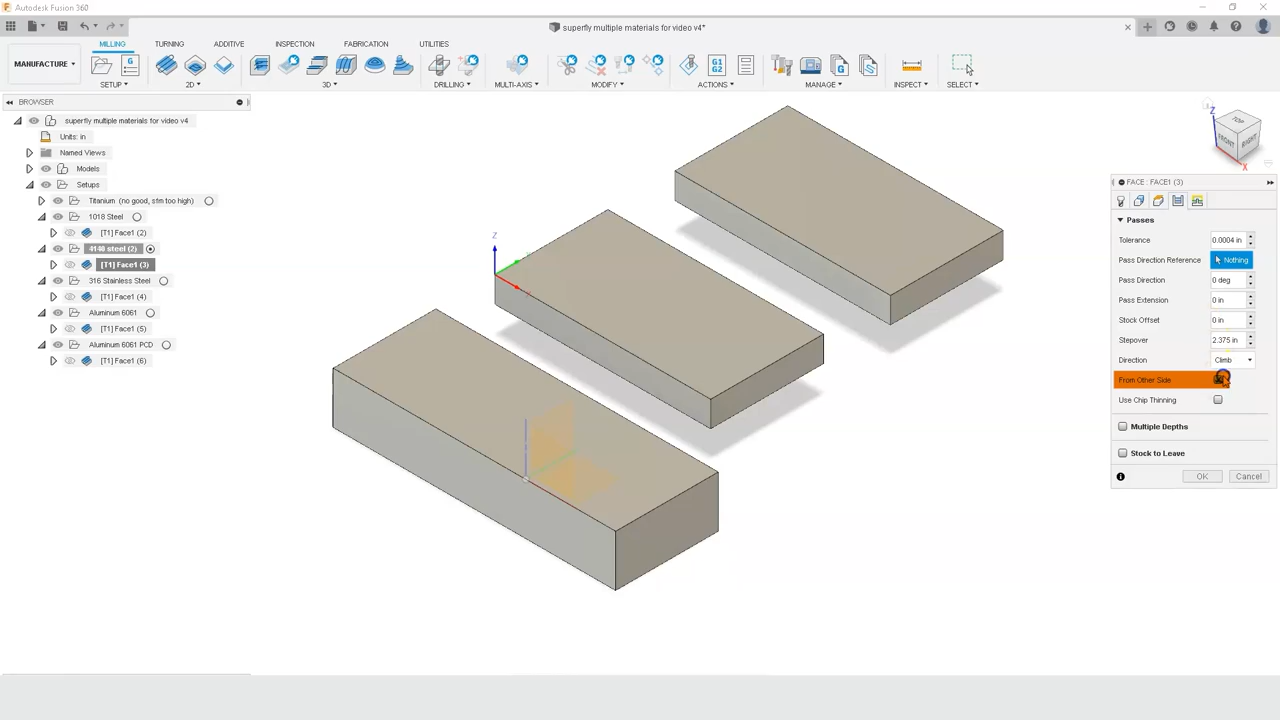 Autodesk Fusion 360
superfly multiple materials for video v4*
MANUFACTURE
MILLING TURNING ADDITIVE INSPECTION FABRICATION UTILITIES
SETUP 2D 3D DRILLING MULTI-AXIS MODIFY ACTIONS MANAGE INSPECT SELECT
G G1 G2 G
BROWSER
superfly multiple materials for video v4
Units: in
Named Views
Models
Setups
Titanium (no good, sfm too high)
1018 Steel
[T1] Face1 (2)
4140 steel (2)
[T1] Face1 (3)
316 Stainless Steel
[T1] Face1 (4)
Aluminum 6061
[T1] Face1 (5)
Aluminum 6061 PCD
[T1] Face1 (6)
Z
Z
TOP
FRONT RIGHT
X
FACE : FACE1 (3)
Passes
Tolerance 0.0004 in
Pass Direction Reference Nothing
Pass Direction 0 deg
Pass Extension 0 in
Stock Offset 0 in
Stepover 2.375 in
Direction Climb
From Other Side
Use Chip Thinning
Multiple Depths
Stock to Leave
OK Cancel